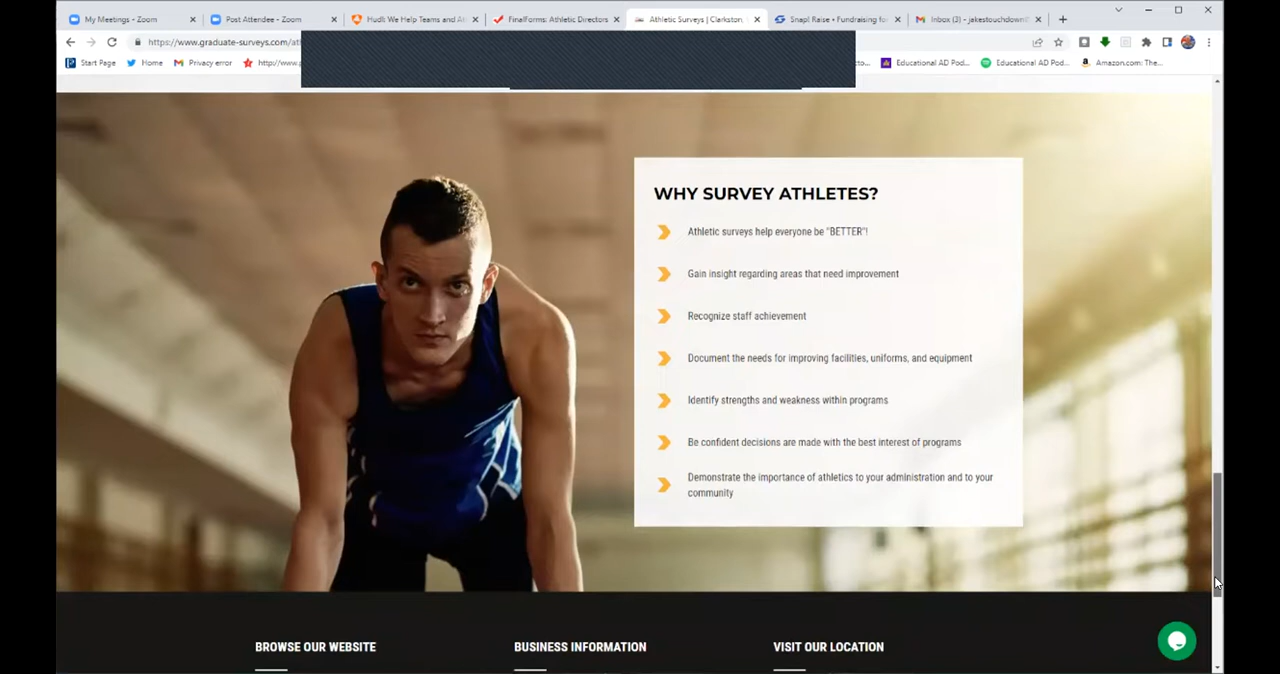 My Meetings - Zoom
Post Attendee - Zoom
Hudl: We Help Teams and At
FinalForms: Athletic Directors
Athletic Surveys | Clarkston,
Snap! Raise • Fundraising for
Inbox (3) - jakestouchdown
https://www.graduate-surveys.com/at
Start Page
Home
Privacy error
http://www.
Educational AD Pod...
Educational AD Pod...
Amazon.com: The...
WHY SURVEY ATHLETES?
Athletic surveys help everyone be "BETTER"!
Gain insight regarding areas that need improvement
Recognize staff achievement
Document the needs for improving facilities, uniforms, and equipment
Identify strengths and weakness within programs
Be confident decisions are made with the best interest of programs
Demonstrate the importance of athletics to your administration and to your
community
BROWSE OUR WEBSITE
BUSINESS INFORMATION
VISIT OUR LOCATION